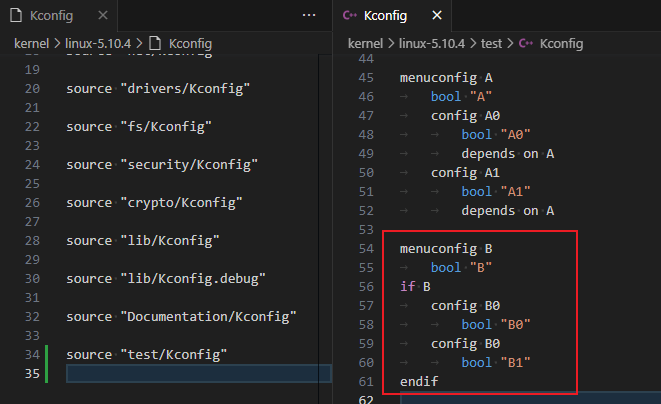 Kconfig
kernel > linux-5.10.4 > Kconfig
19
20 source "drivers/Kconfig"
21
22 source "fs/Kconfig"
23
24 source "security/Kconfig"
25
26 source "crypto/Kconfig"
27
28 source "lib/Kconfig"
29
30 source "lib/Kconfig.debug"
31
32 source "Documentation/Kconfig"
33
34 source "test/Kconfig"
35
Kconfig
kernel > linux-5.10.4 > test > Kconfig
44
45 menuconfig A
46 bool "A"
47 config A0
48 bool "A0"
49 depends on A
50 config A1
51 bool "A1"
52 depends on A
53
54 menuconfig B
55 bool "B"
56 if B
57 config B0
58 bool "B0"
59 config B0
60 bool "B1"
61 endif
62